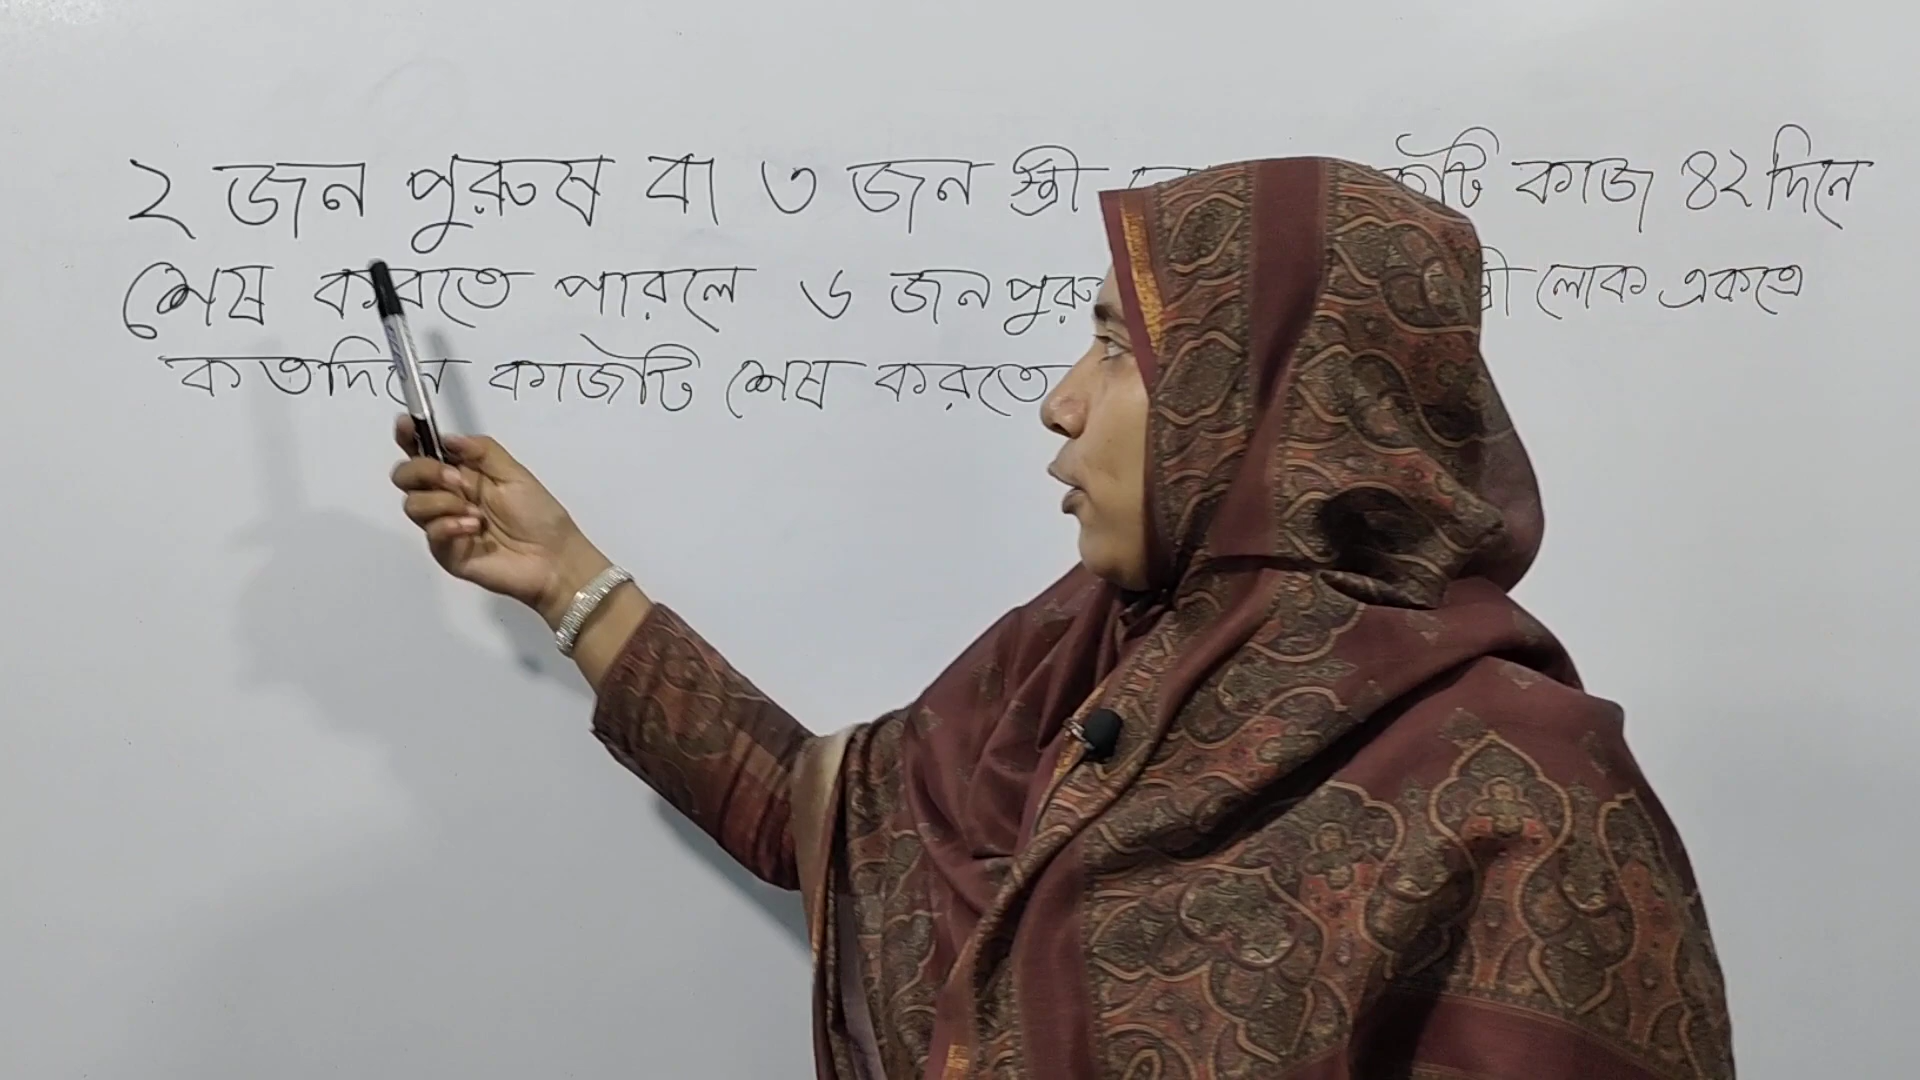 ২ জন পুরুষ বা ৩ জন স্ত্রী কাজ ৪২ দিনে
শেষ করতে পারলে ৬ জন লোক একত্রে
কতদিনে কাজটি শেষ করতে